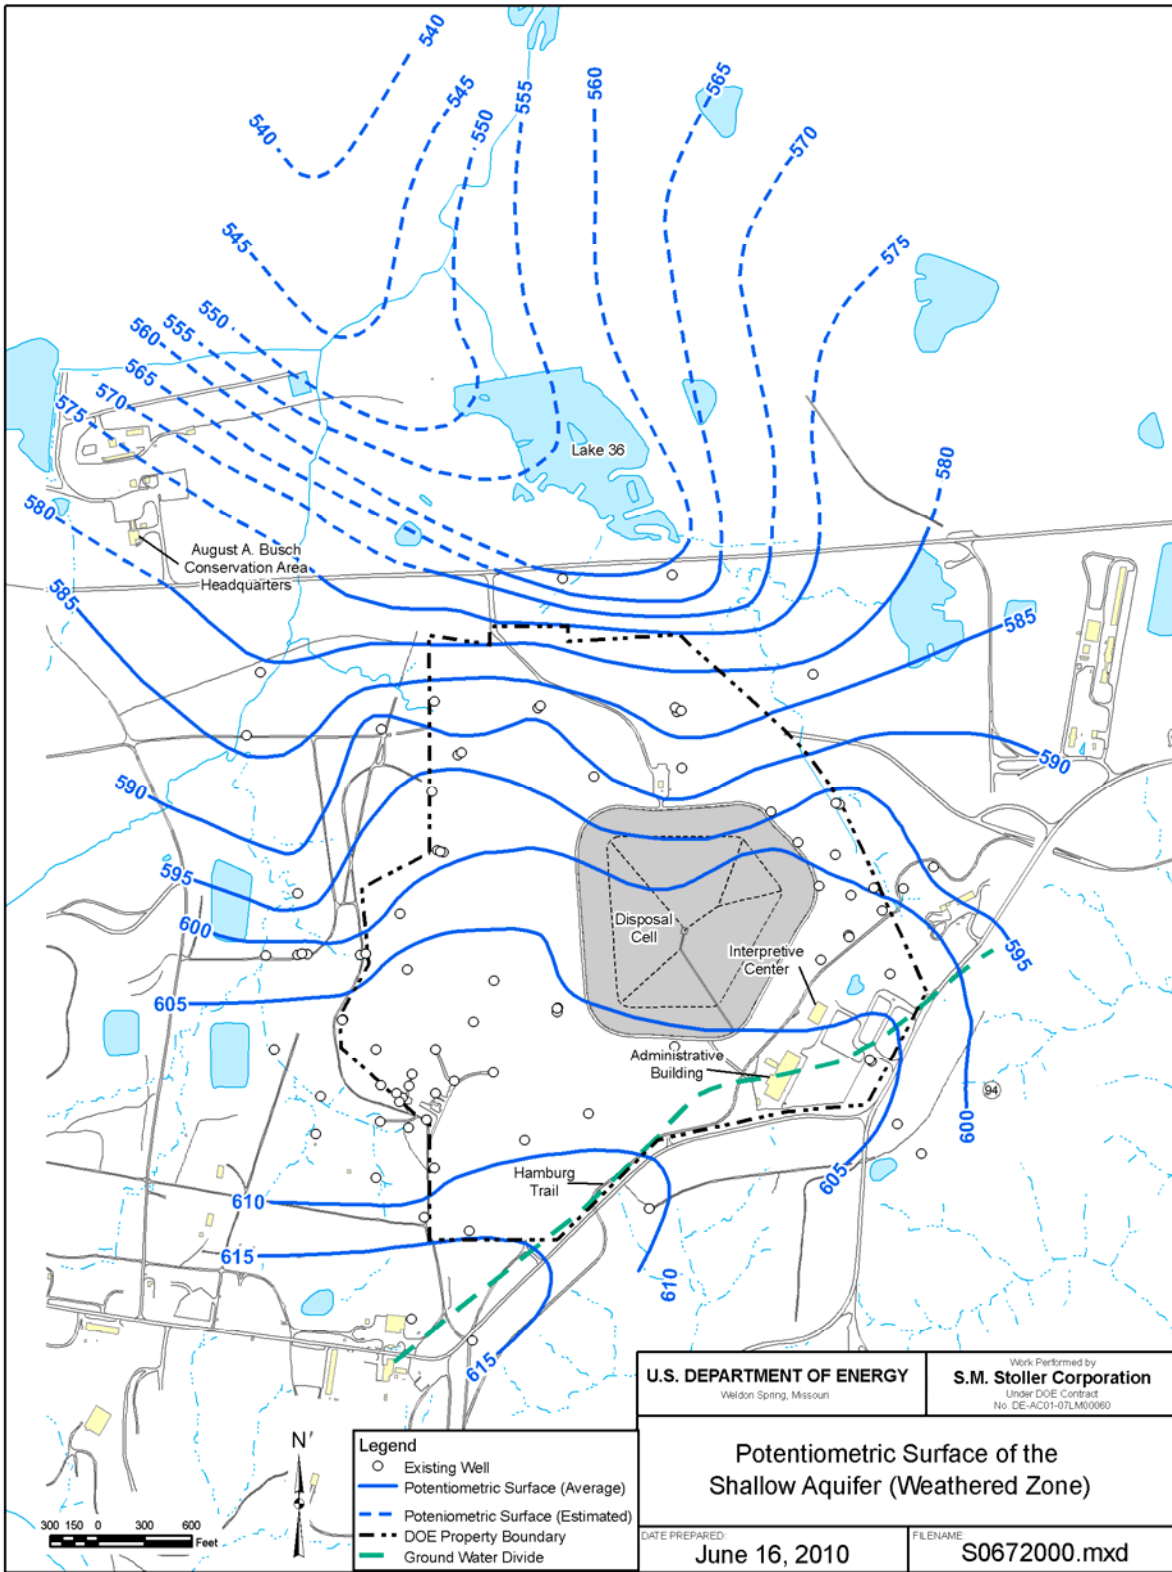 540
540
545
550
555
560
565
570
575
545
550
555
560
565
570
575
580
580
Lake 36
August A. Busch
Conservation Area
Headquarters
585
585
590
590
595
600
605
Disposal
Cell
Interpretive
Center
595
Administrative
Building
94
600
605
Hamburg
Trail
610
610
615
615
N'
300 150 0 300 600
Feet
Legend
Existing Well
Potentiometric Surface (Average)
Poteniometric Surface (Estimated)
DOE Property Boundary
Ground Water Divide
U.S. DEPARTMENT OF ENERGY
Weldon Spring, Missouri
Work Performed by
S.M. Stoller Corporation
Under DOE Contract
No. DE-AC01-07LM00060
Potentiometric Surface of the
Shallow Aquifer (Weathered Zone)
DATE PREPARED:
June 16, 2010
FILENAME:
S0672000.mxd